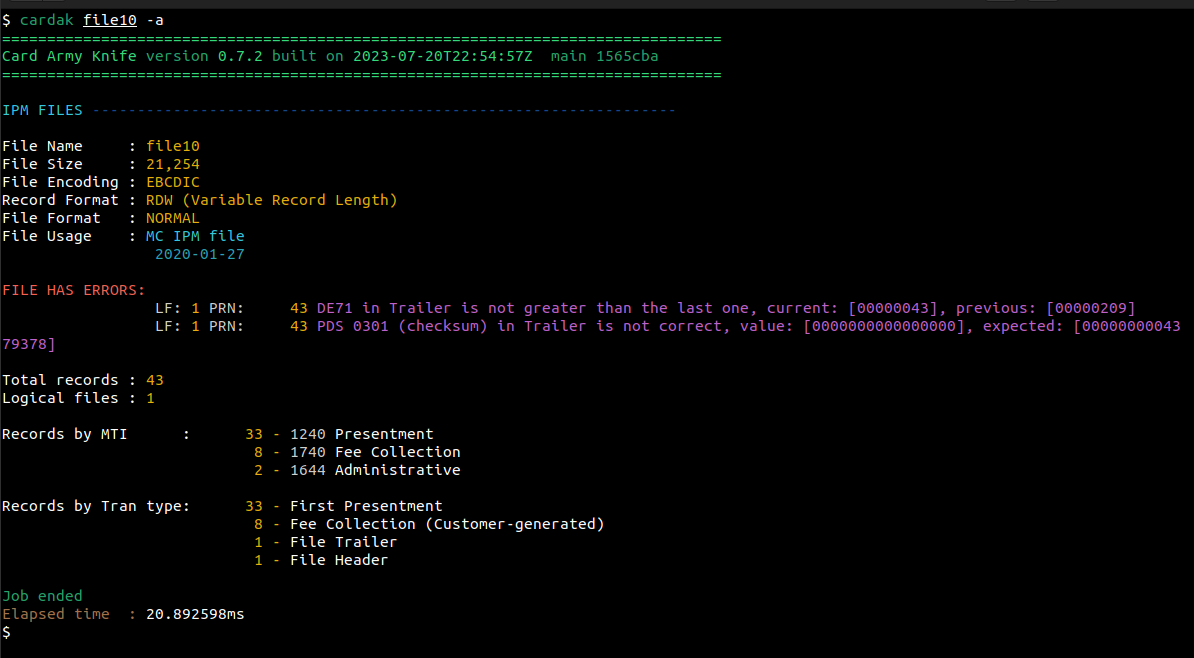 $ cardak file10 -a
================================================================================
Card Army Knife version 0.7.2 built on 2023-07-20T22:54:57Z  main 1565cba
================================================================================
IPM FILES -----------------------------------------------------------------
File Name     : file10
File Size     : 21,254
File Encoding : EBCDIC
Record Format : RDW (Variable Record Length)
File Format   : NORMAL
File Usage    : MC IPM file
                 2020-01-27
FILE HAS ERRORS:
                 LF: 1 PRN:     43 DE71 in Trailer is not greater than the last one, current: [00000043], previous: [00000209]
                 LF: 1 PRN:     43 PDS 0301 (checksum) in Trailer is not correct, value: [0000000000000000], expected: [00000000043
79378]
Total records : 43
Logical files : 1
Records by MTI      :      33 - 1240 Presentment
                            8 - 1740 Fee Collection
                            2 - 1644 Administrative
Records by Tran type:      33 - First Presentment
                            8 - Fee Collection (Customer-generated)
                            1 - File Trailer
                            1 - File Header
Job ended
Elapsed time  : 20.892598ms
$